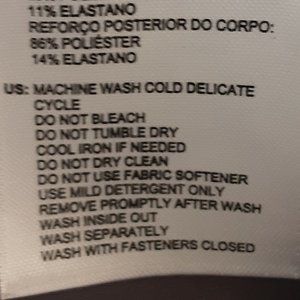 11% ELASTANO
REFORÇO POSTERIOR DO CORPO:
86% POLIÉSTER
14% ELASTANO
US: MACHINE WASH COLD DELICATE
CYCLE
DO NOT BLEACH
DO NOT TUMBLE DRY
COOL IRON IF NEEDED
DO NOT DRY CLEAN
DO NOT USE FABRIC SOFTENER
USE MILD DETERGENT ONLY
REMOVE PROMPTLY AFTER WASH
WASH INSIDE OUT
WASH SEPARATELY
WASH WITH FASTENERS CLOSED